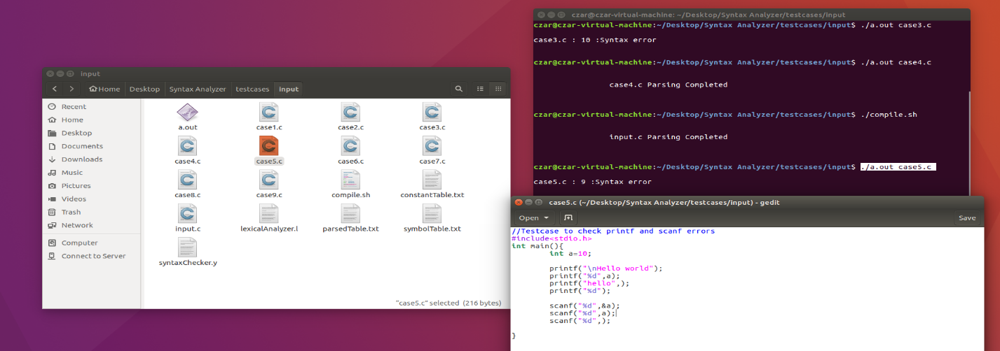 input
Home Desktop Syntax Analyzer testcases input
Recent
Home
Desktop
Documents
Downloads
Music
Pictures
Videos
Trash
Network
Computer
Connect to Server
a.out case1.c case2.c case3.c
case4.c case5.c case6.c case7.c
case8.c case9.c compile.sh constantTable.txt
input.c lexicalAnalyzer.l parsedTable.txt symbolTable.txt
syntaxChecker.y
"case5.c" selected (216 bytes)
czar@czar-virtual-machine: ~/Desktop/Syntax Analyzer/testcases/input
czar@czar-virtual-machine:~/Desktop/Syntax Analyzer/testcases/input$ ./a.out case3.c
case3.c : 10 :Syntax error
czar@czar-virtual-machine:~/Desktop/Syntax Analyzer/testcases/input$ ./a.out case4.c
case4.c Parsing Completed
czar@czar-virtual-machine:~/Desktop/Syntax Analyzer/testcases/input$ ./compile.sh
input.c Parsing Completed
czar@czar-virtual-machine:~/Desktop/Syntax Analyzer/testcases/input$ ./a.out case5.c
case5.c : 9 :Syntax error
case5.c (~/Desktop/Syntax Analyzer/testcases/input) - gedit
Open Save
//Testcase to check printf and scanf errors
#include<stdio.h>
int main(){
int a=10;
printf("\nHello world");
printf("%d",a);
printf("hello",);
printf("%d");
scanf("%d",&a);
scanf("%d",a);
scanf("%d",);
}